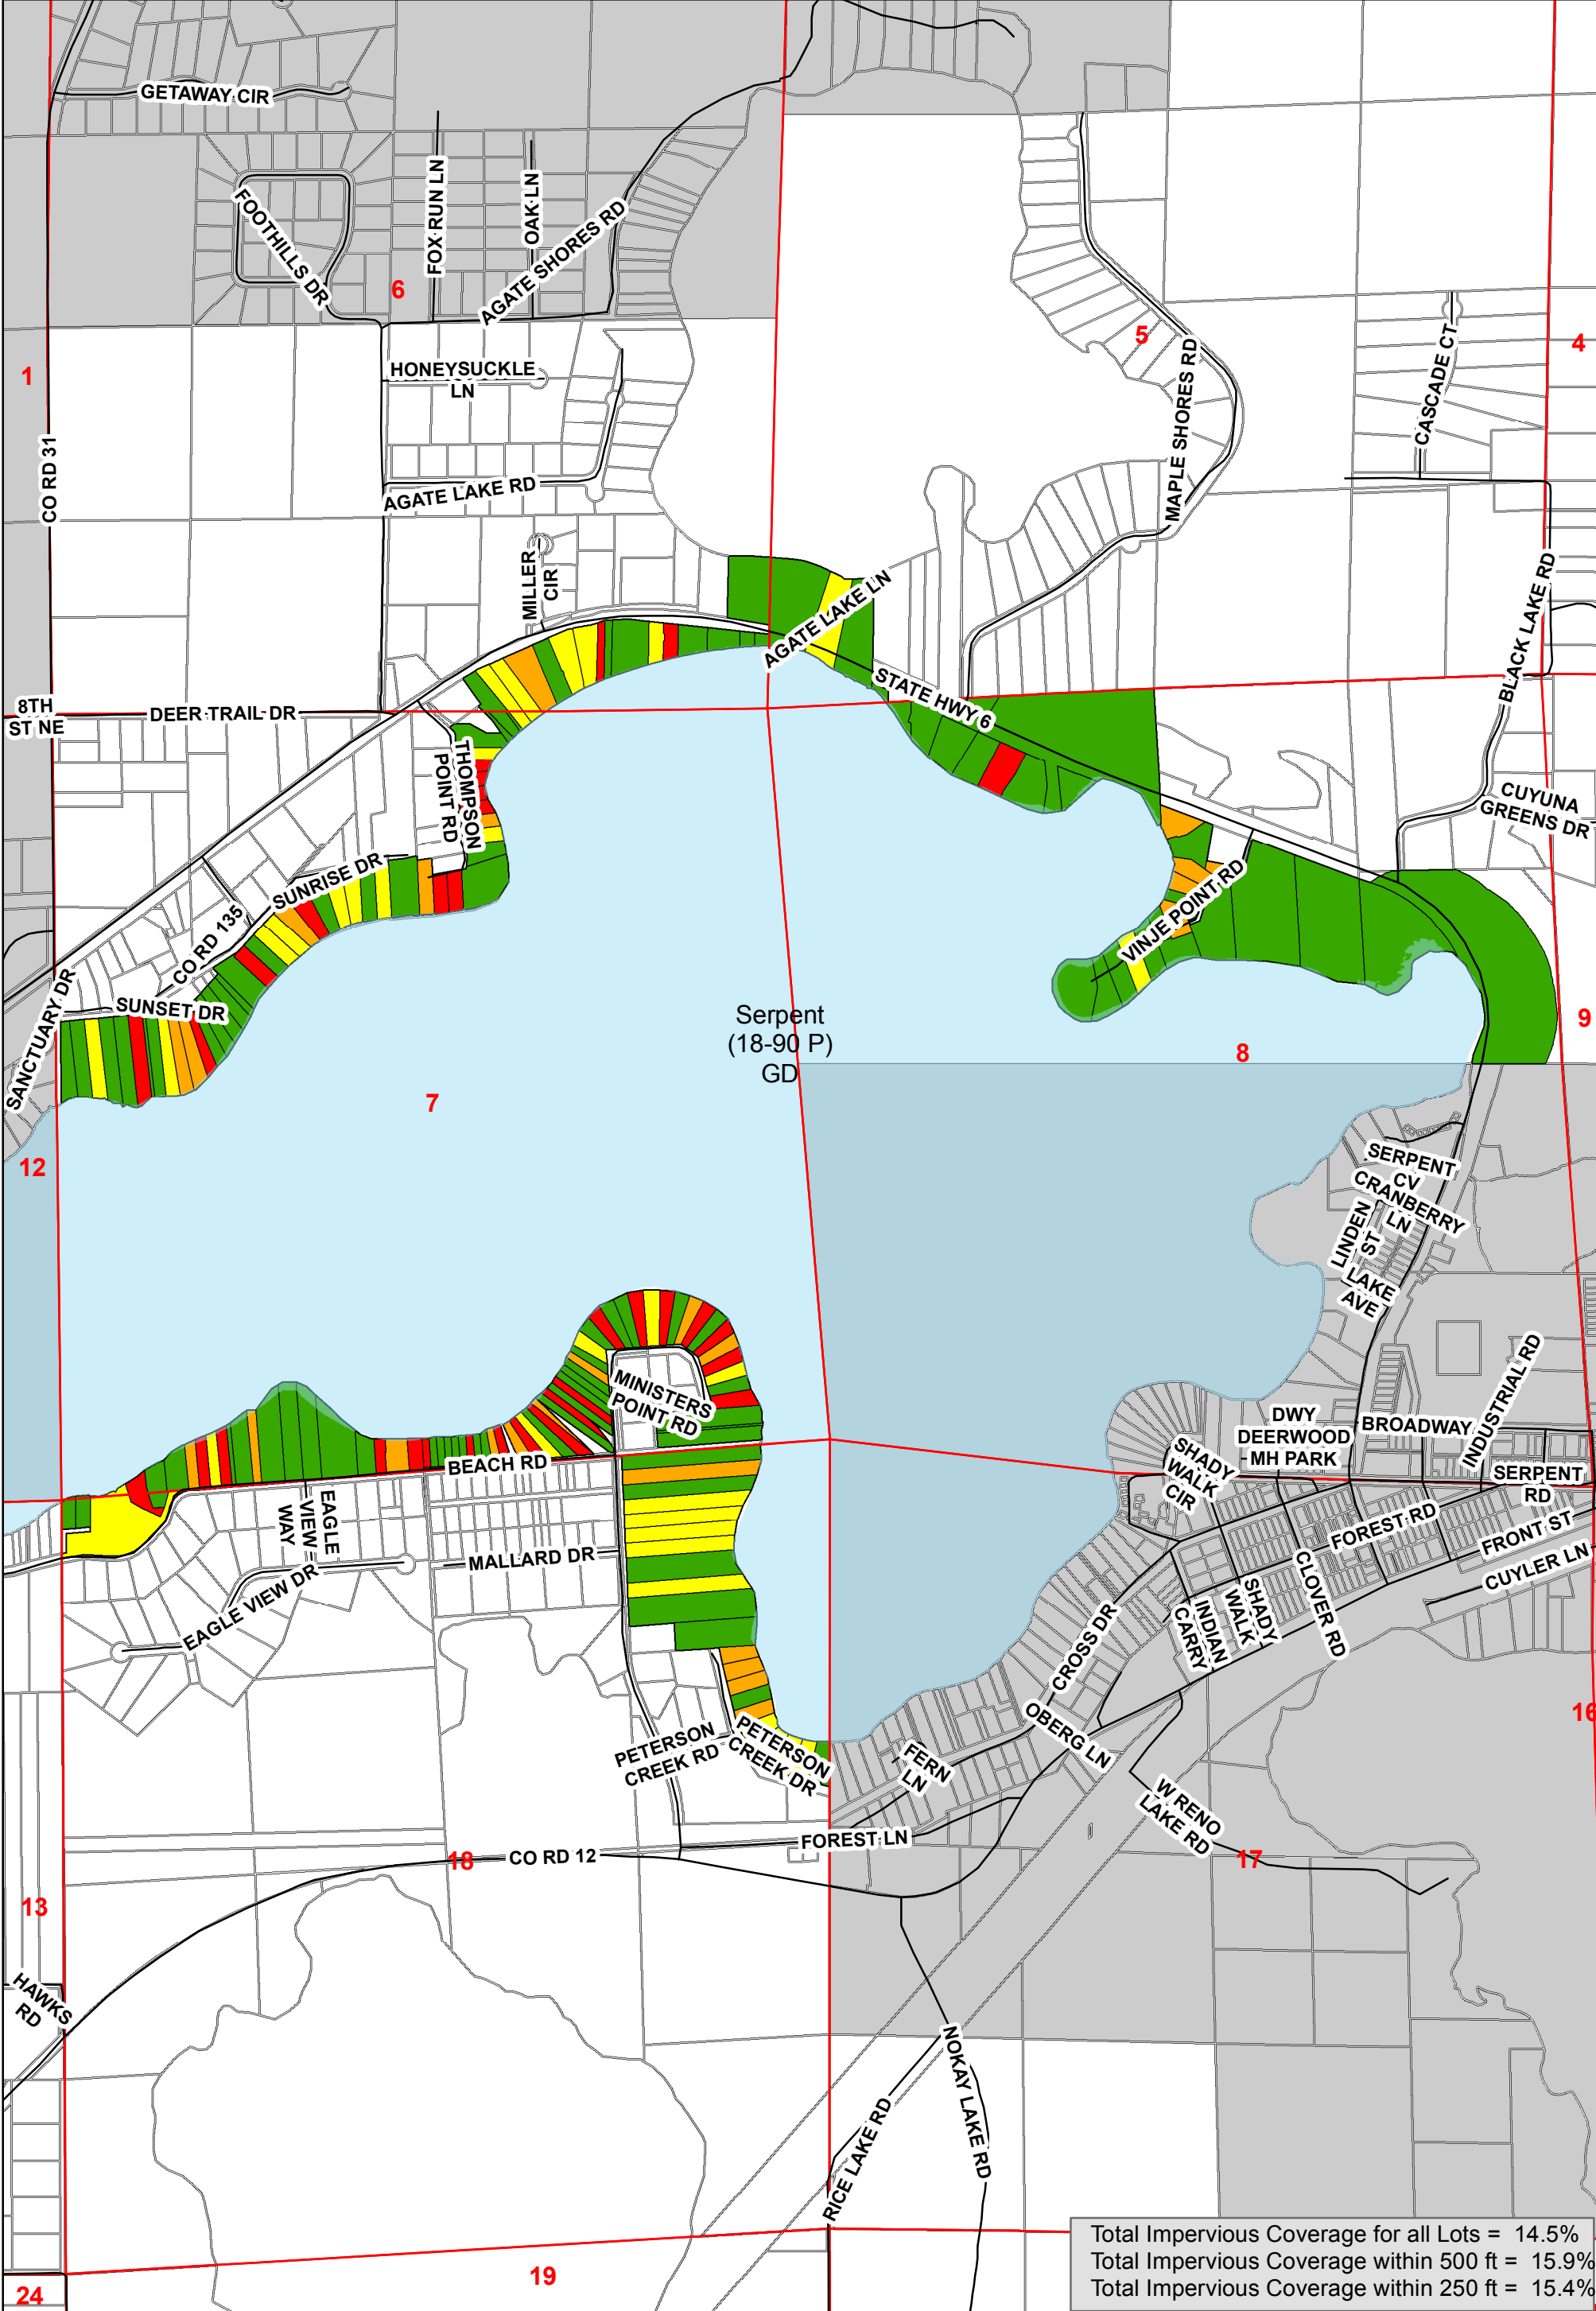 GETAWAY CIR
FOX RUN LN
OAK LN
FOOTHILLS DR
AGATE SHORES RD
6
5
4
1
HONEYSUCKLE
LN
CASCADE CT
MAPLE SHORES RD
CO RD 31
AGATE LAKE RD
MILLER
CIR
AGATE LAKE LN
BLACK LAKE RD
8TH
ST NE
DEER TRAIL DR
STATE HWY 6
THOMPSON
POINT RD
CUYUNA
GREENS DR
SUNRISE DR
CO RD 135
VINJE POINT RD
SANCTUARY DR
SUNSET DR
Serpent
(18-90 P)
GD
9
8
7
12
SERPENT
CV
CRANBERRY
LN
LINDEN
ST
LAKE
AVE
MINISTERS
POINT RD
INDUSTRIAL RD
DWY
DEERWOOD
MH PARK
BROADWAY
SHADY
WALK
CIR
BEACH RD
SERPENT
RD
EAGLE
VIEW
WAY
FOREST RD
FRONT ST
MALLARD DR
CUYLER LN
EAGLE VIEW DR
CLOVER RD
SHADY
WALK
INDIAN
CARRY
CROSS DR
16
OBERG LN
PETERSON
CREEK RD
PETERSON
CREEK DR
FERN
LN
W RENO
LAKE RD
FOREST LN
CO RD 12
18
17
13
HAWKS
RD
NOKAY LAKE RD
RICE LAKE RD
19
24
Total Impervious Coverage for all Lots = 14.5%
Total Impervious Coverage within 500 ft = 15.9%
Total Impervious Coverage within 250 ft = 15.4%